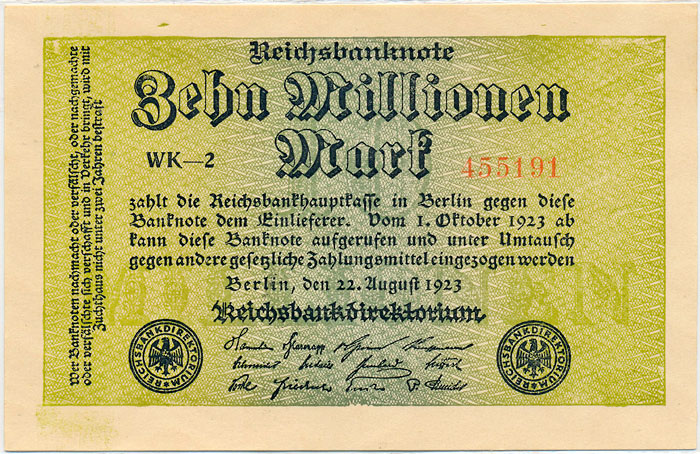 Reichsbanknote
Zehn Millionen
Mark
WK—2
455191
zahlt die Reichsbankhauptkasse in Berlin gegen diese
Banknote dem Einlieferer. Vom 1. Oktober 1923 ab
kann diese Banknote aufgerufen und unter Umtausch
gegen andere gesetzliche Zahlungsmittel eingezogen werden
Berlin, den 22. August 1923
Reichsbankdirektorium
REICHSBANKDIREKTORIUM
REICHSBANKDIREKTORIUM
Wer Banknoten nachmacht oder verfälscht, oder nachgemachte
oder verfälschte sich verschafft und in Verkehr bringt, wird mit
Zuchthaus nicht unter zwei Jahren bestraft